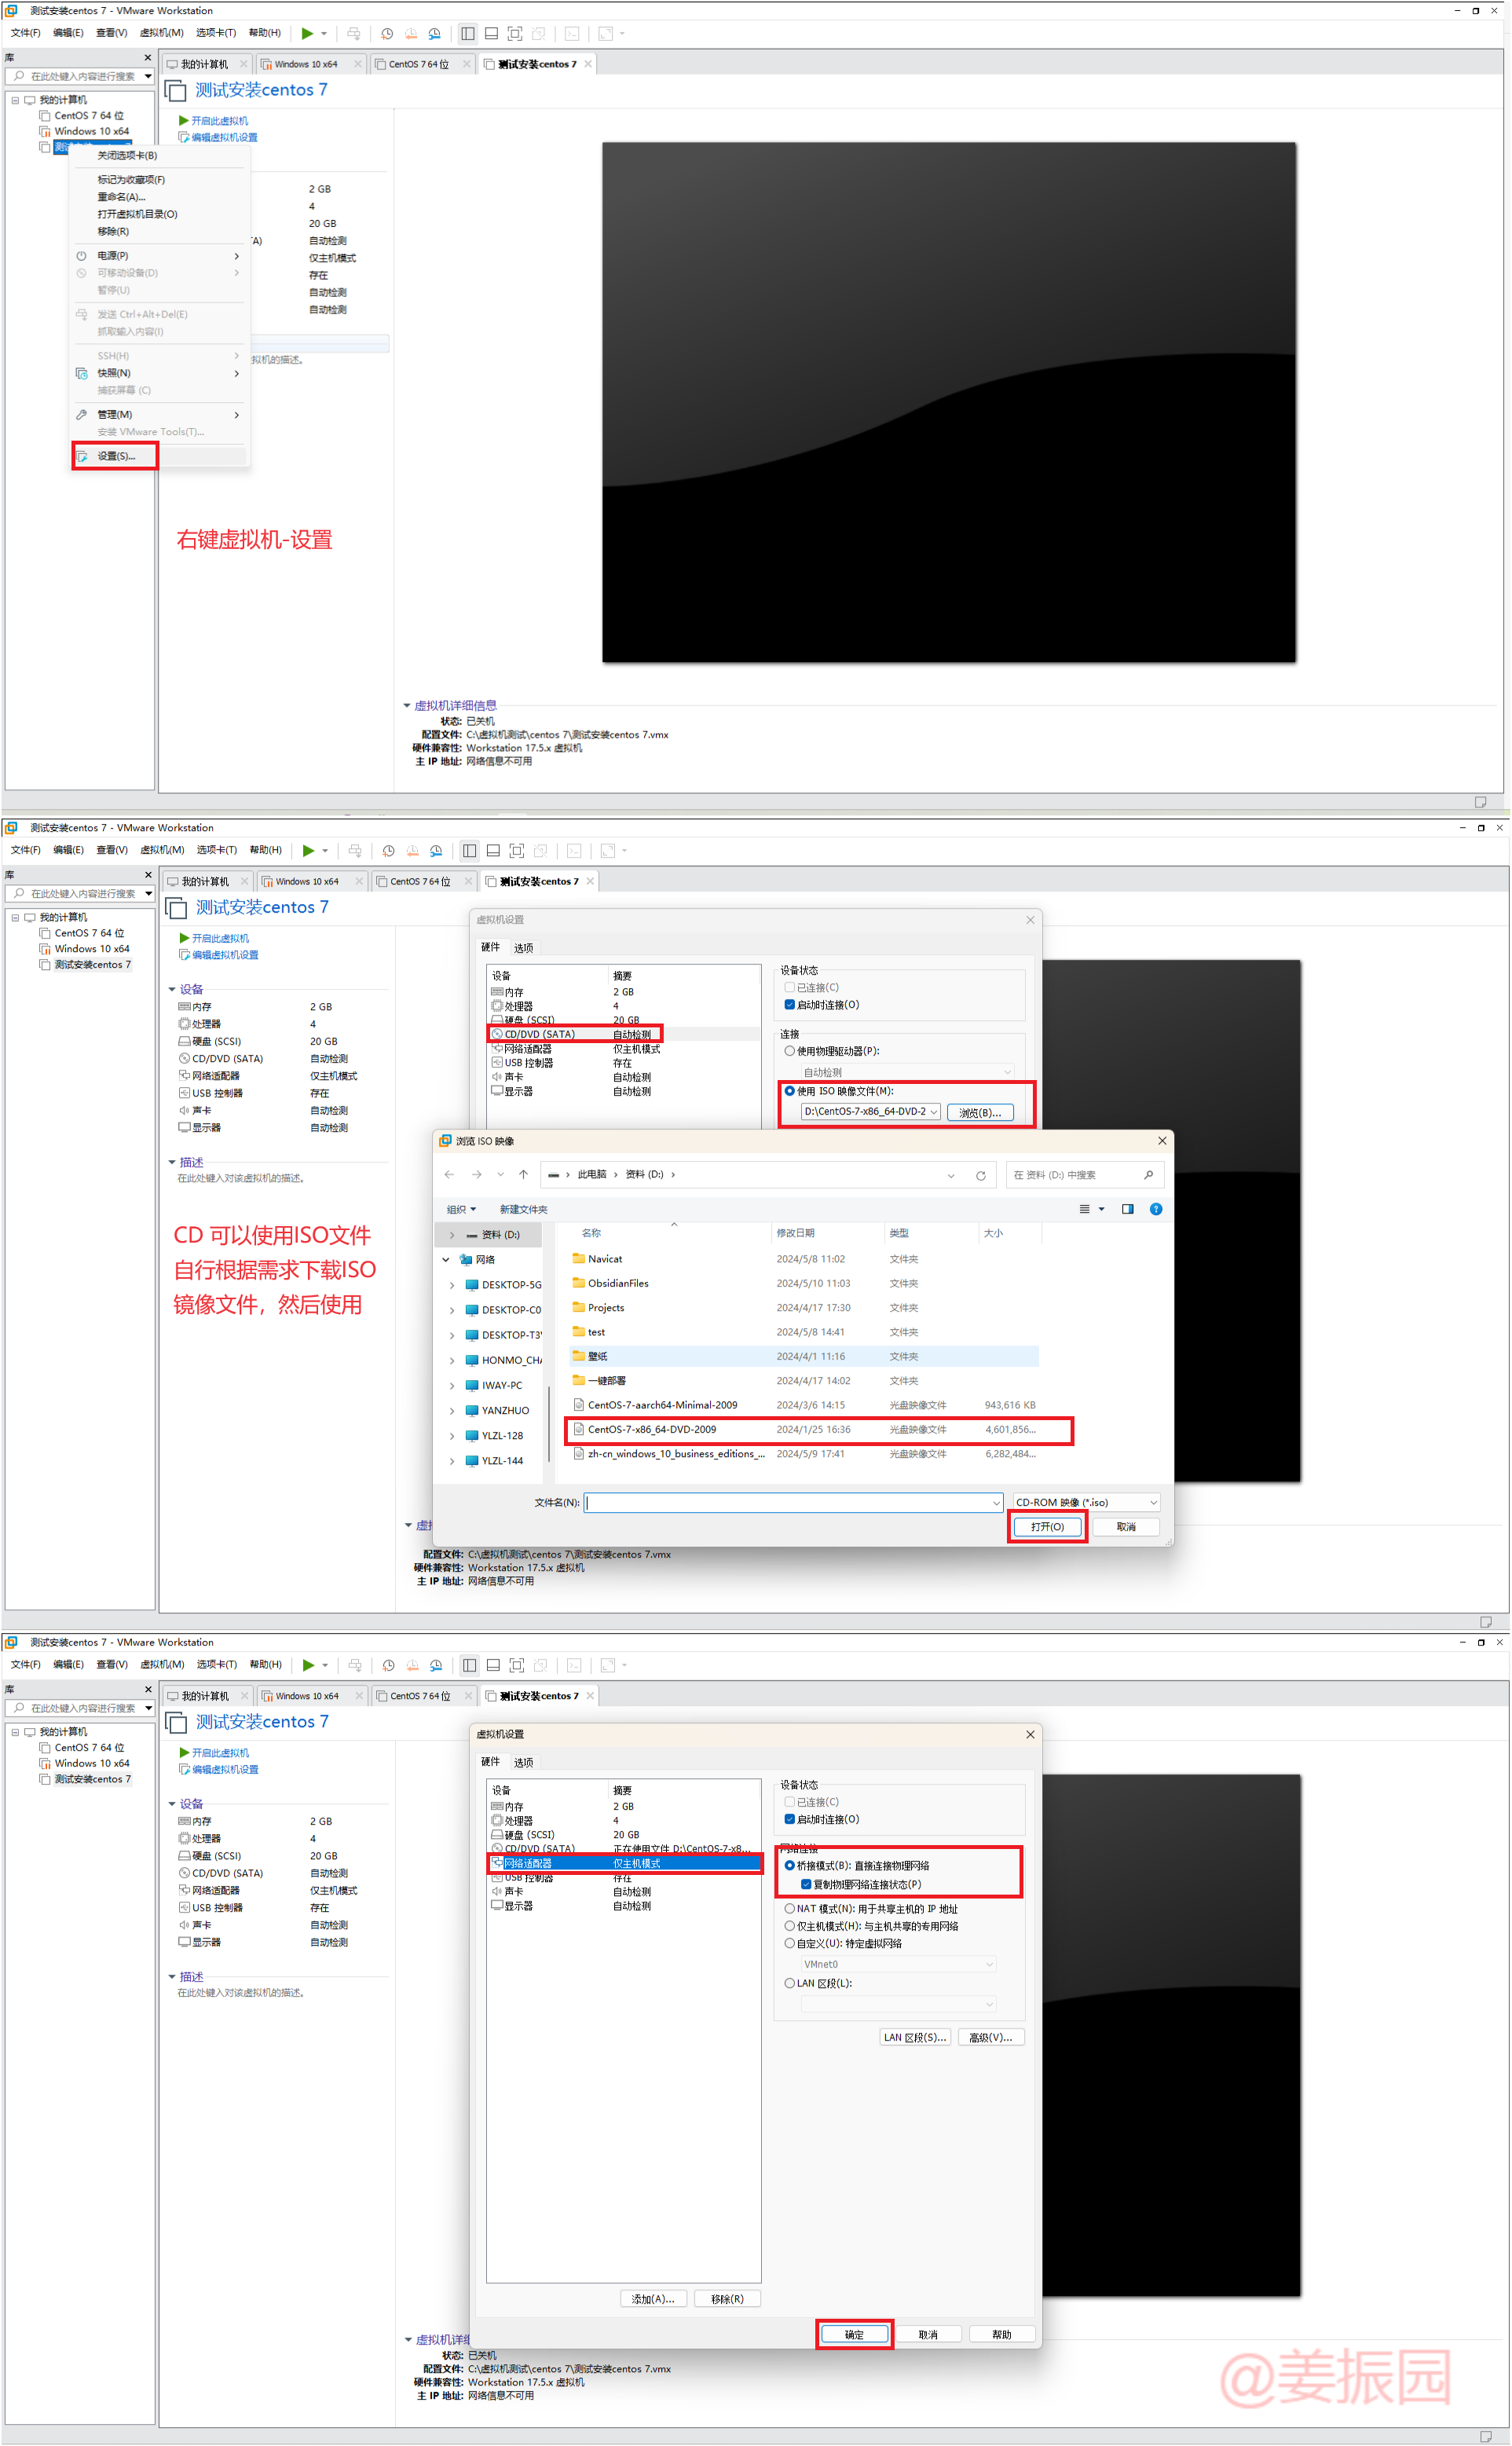 测试安装centos 7 - VMware Workstation
文件(F) 编辑(E) 查看(V) 虚拟机(M) 选项卡(T) 帮助(H)
库
在此处键入内容进行搜索
我的计算机
CentOS 7 64 位
Windows 10 x64
我的计算机 Windows 10 x64 CentOS 7 64 位 测试安装centos 7
测试安装centos 7
开启此虚拟机
编辑虚拟机设置
关闭选项卡(B)
标记为收藏项(F)
重命名(A)...
打开虚拟机目录(O)
移除(R)
电源(P)
可移动设备(D)
暂停(U)
发送 Ctrl+Alt+Del(E)
抓取输入内容(I)
SSH(H)
快照(N)
捕获屏幕 (C)
管理(M)
安装 VMware Tools(T)...
设置(S)...
2 GB
4
20 GB
TA) 自动检测
仅主机模式
存在
自动检测
自动检测
拟机的描述。
右键虚拟机-设置
虚拟机详细信息
状态: 已关机
配置文件: C:\虚拟机测试\centos 7\测试安装centos 7.vmx
硬件兼容性: Workstation 17.5.x 虚拟机
主 IP 地址: 网络信息不可用
测试安装centos 7 - VMware Workstation
文件(F) 编辑(E) 查看(V) 虚拟机(M) 选项卡(T) 帮助(H)
库
在此处键入内容进行搜索
我的计算机
CentOS 7 64 位
Windows 10 x64
测试安装centos 7
我的计算机 Windows 10 x64 CentOS 7 64 位 测试安装centos 7
测试安装centos 7
开启此虚拟机
编辑虚拟机设置
设备
内存 2 GB
处理器 4
硬盘 (SCSI) 20 GB
CD/DVD (SATA) 自动检测
网络适配器 仅主机模式
USB 控制器 存在
声卡 自动检测
显示器 自动检测
描述
在此处键入对该虚拟机的描述。
CD 可以使用ISO文件
自行根据需求下载ISO
镜像文件，然后使用
虚拟机设置
硬件 选项
设备 摘要
内存 2 GB
处理器 4
硬盘 (SCSI) 20 GB
CD/DVD (SATA) 自动检测
网络适配器 仅主机模式
USB 控制器 存在
声卡 自动检测
显示器 自动检测
设备状态
已连接(C)
启动时连接(O)
连接
使用物理驱动器(P):
自动检测
使用 ISO 映像文件(M):
D:\CentOS-7-x86_64-DVD-2 浏览(B)...
浏览 ISO 映像
此电脑 资料 (D:)
在 资料 (D:) 中搜索
组织 新建文件夹
资料 (D:)
网络
DESKTOP-5G
DESKTOP-C0
DESKTOP-T3
HONMO_CHA
IWAY-PC
YANZHUO
YLZL-128
YLZL-144
名称 修改日期 类型 大小
Navicat 2024/5/8 11:02 文件夹
ObsidianFiles 2024/5/10 11:03 文件夹
Projects 2024/4/17 17:30 文件夹
test 2024/5/8 14:41 文件夹
壁纸 2024/4/1 11:16 文件夹
一键部署 2024/4/17 14:02 文件夹
CentOS-7-aarch64-Minimal-2009 2024/3/6 14:15 光盘映像文件 943,616 KB
CentOS-7-x86_64-DVD-2009 2024/1/25 16:36 光盘映像文件 4,601,856...
zh-cn_windows_10_business_editions_... 2024/5/9 17:41 光盘映像文件 6,282,484...
文件名(N): CD-ROM 映像 (*.iso)
打开(O) 取消
配置文件: C:\虚拟机测试\centos 7\测试安装centos 7.vmx
硬件兼容性: Workstation 17.5.x 虚拟机
主 IP 地址: 网络信息不可用
测试安装centos 7 - VMware Workstation
文件(F) 编辑(E) 查看(V) 虚拟机(M) 选项卡(T) 帮助(H)
库
在此处键入内容进行搜索
我的计算机
CentOS 7 64 位
Windows 10 x64
测试安装centos 7
我的计算机 Windows 10 x64 CentOS 7 64 位 测试安装centos 7
测试安装centos 7
开启此虚拟机
编辑虚拟机设置
设备
内存 2 GB
处理器 4
硬盘 (SCSI) 20 GB
CD/DVD (SATA) 自动检测
网络适配器 仅主机模式
USB 控制器 存在
声卡 自动检测
显示器 自动检测
描述
在此处键入对该虚拟机的描述。
虚拟机设置
硬件 选项
设备 摘要
内存 2 GB
处理器 4
硬盘 (SCSI) 20 GB
CD/DVD (SATA) 正在使用文件 D:\CentOS-7-x8...
网络适配器 仅主机模式
USB 控制器 存在
声卡 自动检测
显示器 自动检测
设备状态
已连接(C)
启动时连接(O)
网络连接
桥接模式(B): 直接连接物理网络
复制物理网络连接状态(P)
NAT 模式(N): 用于共享主机的 IP 地址
仅主机模式(H): 与主机共享的专用网络
自定义(U): 特定虚拟网络
VMnet0
LAN 区段(L):
LAN 区段(S)... 高级(V)...
添加(A)... 移除(R)
确定 取消 帮助
虚拟机详细
状态: 已关机
配置文件: C:\虚拟机测试\centos 7\测试安装centos 7.vmx
硬件兼容性: Workstation 17.5.x 虚拟机
主 IP 地址: 网络信息不可用
@姜振园